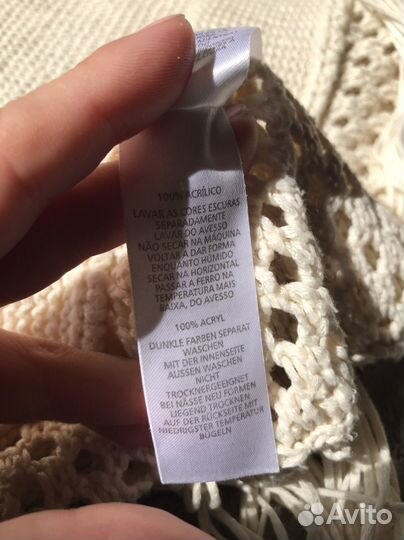 100% ACRÍLICO
LAVAR AS CORES ESCURAS
SEPARADAMENTE
LAVAR DO AVESSO
NÃO SECAR NA MÁQUINA
VOLTAR A DAR FORMA
ENQUANTO HÚMIDO
SECAR NA HORIZONTAL
PASSAR A FERRO NA
TEMPERATURA MAIS
BAIXA, DO AVESSO
100% ACRYL
DUNKLE FARBEN SEPARAT
WASCHEN
MIT DER INNENSEITE
AUSSEN WASCHEN
NICHT
TROCKNERGEEIGNET
BEI NÄSSE NEU FORMEN
LIEGEND TROCKNEN
AUF DER RÜCKSEITE MIT
NIEDRIGSTER TEMPERATUR
BÜGELN
Avito